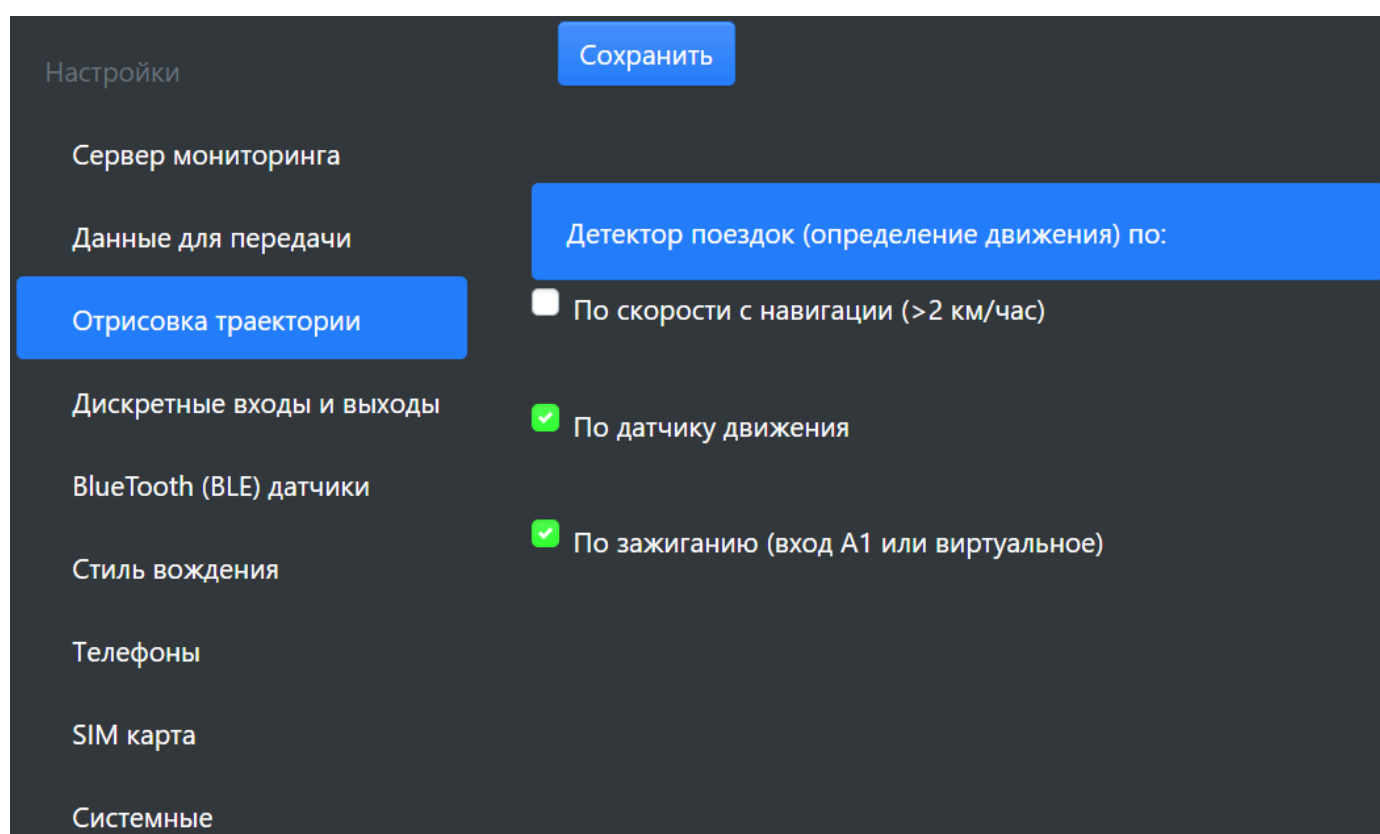 Настройки
Сервер мониторинга
Данные для передачи
Отрисовка траектории
Дискретные входы и выходы
BlueTooth (BLE) датчики
Стиль вождения
Телефоны
SIM карта
Системные
Сохранить
Детектор поездок (определение движения) по:
По скорости с навигации (>2 км/час)
По датчику движения
По зажиганию (вход А1 или виртуальное)